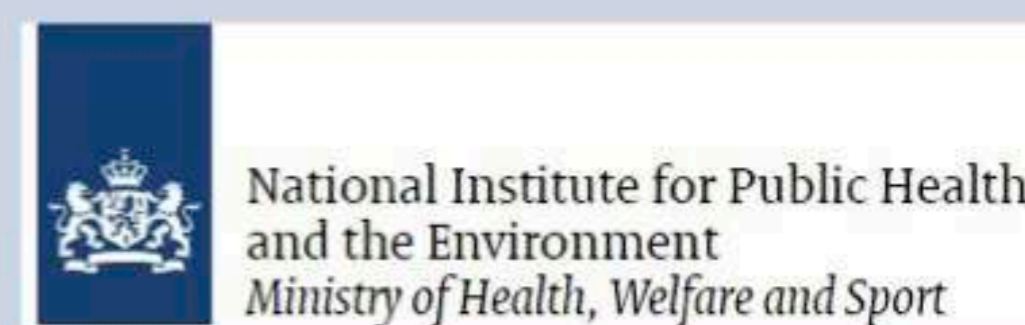 National Institute for Public Health
and the Environment
Ministry of Health, Welfare and Sport